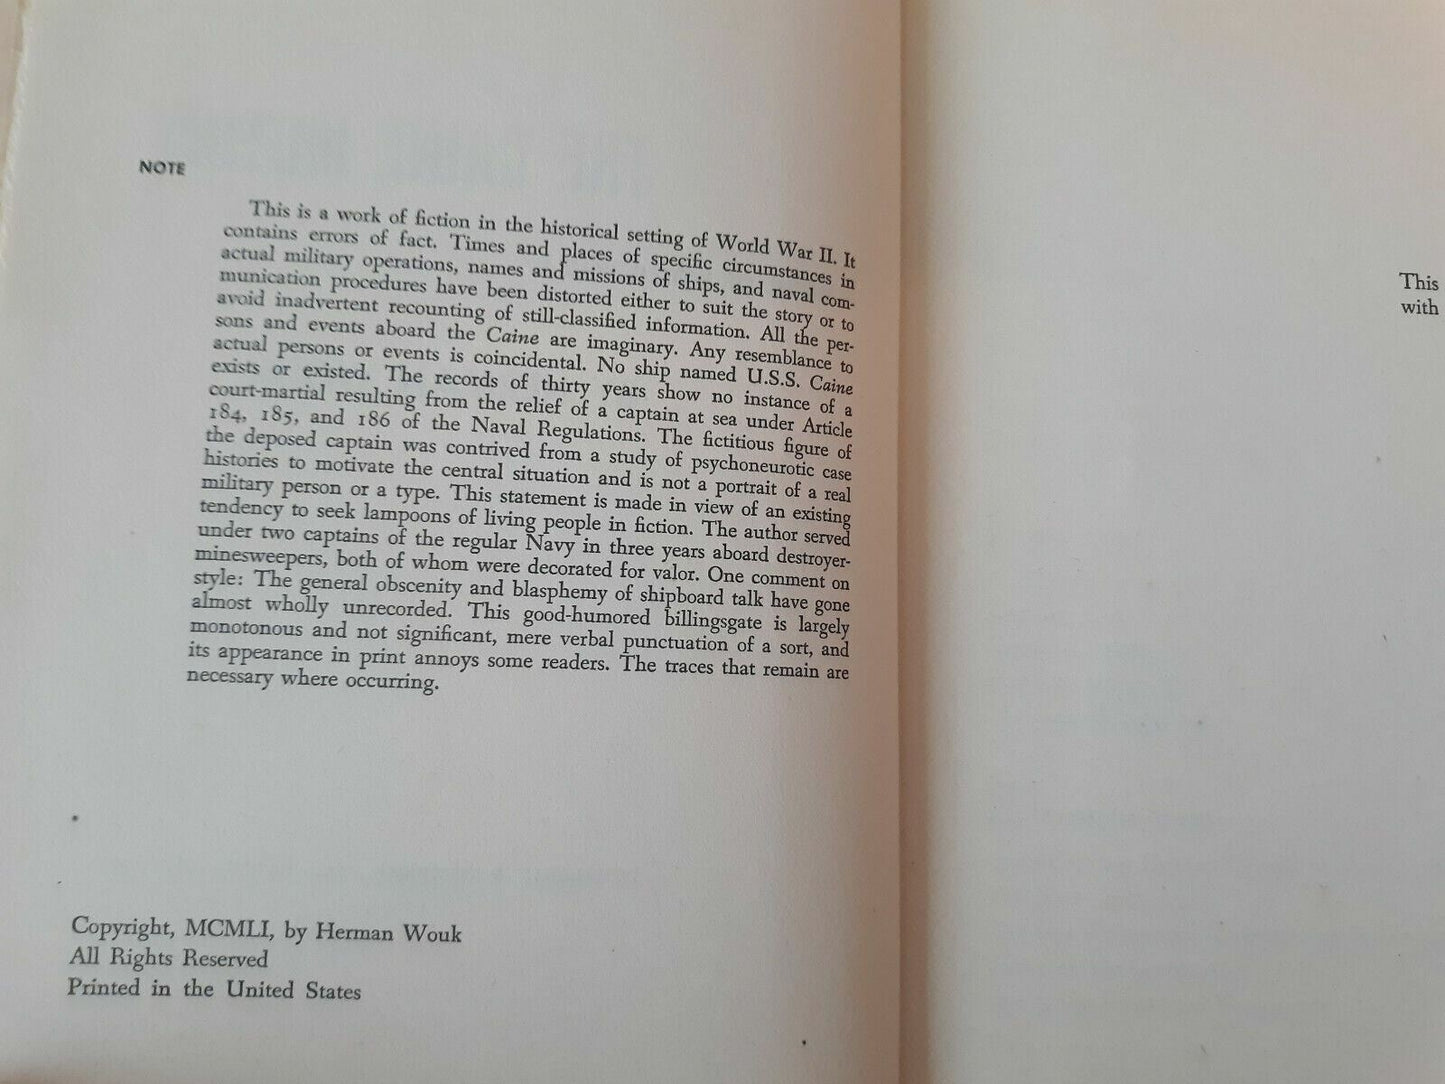 NOTE
This is a work of fiction in the historical setting of World War II. It
contains errors of fact. Times and places of specific circumstances in
actual military operations, names and missions of ships, and naval com-
munication procedures have been distorted either to suit the story or to
avoid inadvertent recounting of still-classified information. All the per-
sons and events aboard the Caine are imaginary. Any resemblance to
actual persons or events is coincidental. No ship named U.S.S. Caine
exists or existed. The records of thirty years show no instance of a
court-martial resulting from the relief of a captain at sea under Article
184, 185, and 186 of the Naval Regulations. The fictitious figure of
the deposed captain was contrived from a study of psychoneurotic case
histories to motivate the central situation and is not a portrait of a real
military person or a type. This statement is made in view of an existing
tendency to seek lampoons of living people in fiction. The author served
under two captains of the regular Navy in three years aboard destroyer-
minesweepers, both of whom were decorated for valor. One comment on
style: The general obscenity and blasphemy of shipboard talk have gone
almost wholly unrecorded. This good-humored billingsgate is largely
monotonous and not significant, mere verbal punctuation of a sort, and
its appearance in print annoys some readers. The traces that remain are
necessary where occurring.
Copyright, MCMLI, by Herman Wouk
All Rights Reserved
Printed in the United States
This
with